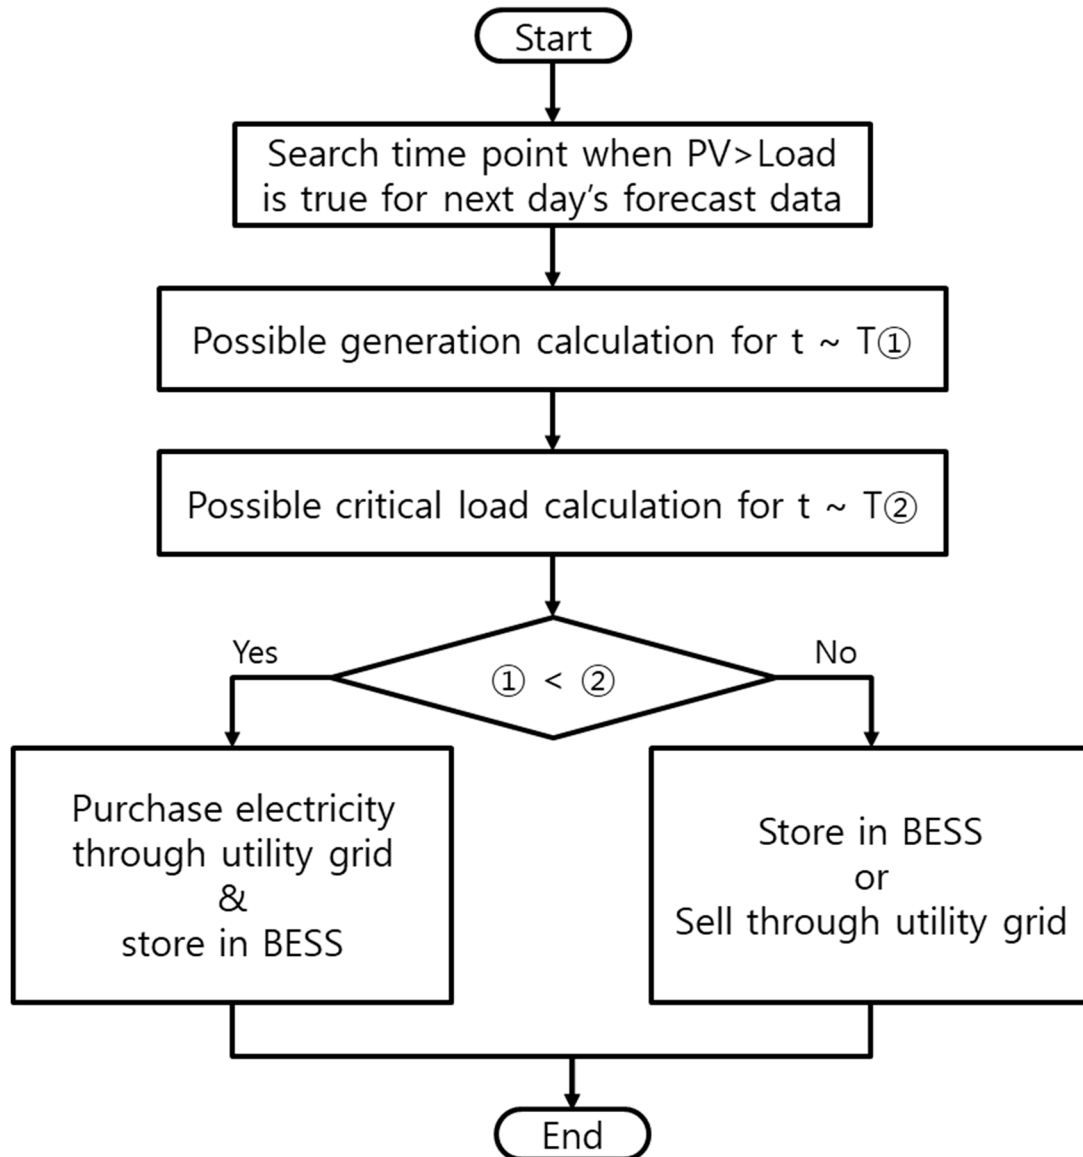 Start
Search time point when PV>Load
is true for next day's forecast data
Possible generation calculation for t ~ T①
Possible critical load calculation for t ~ T②
Yes
No
① < ②
Purchase electricity
through utility grid
&
store in BESS
Store in BESS
or
Sell through utility grid
End